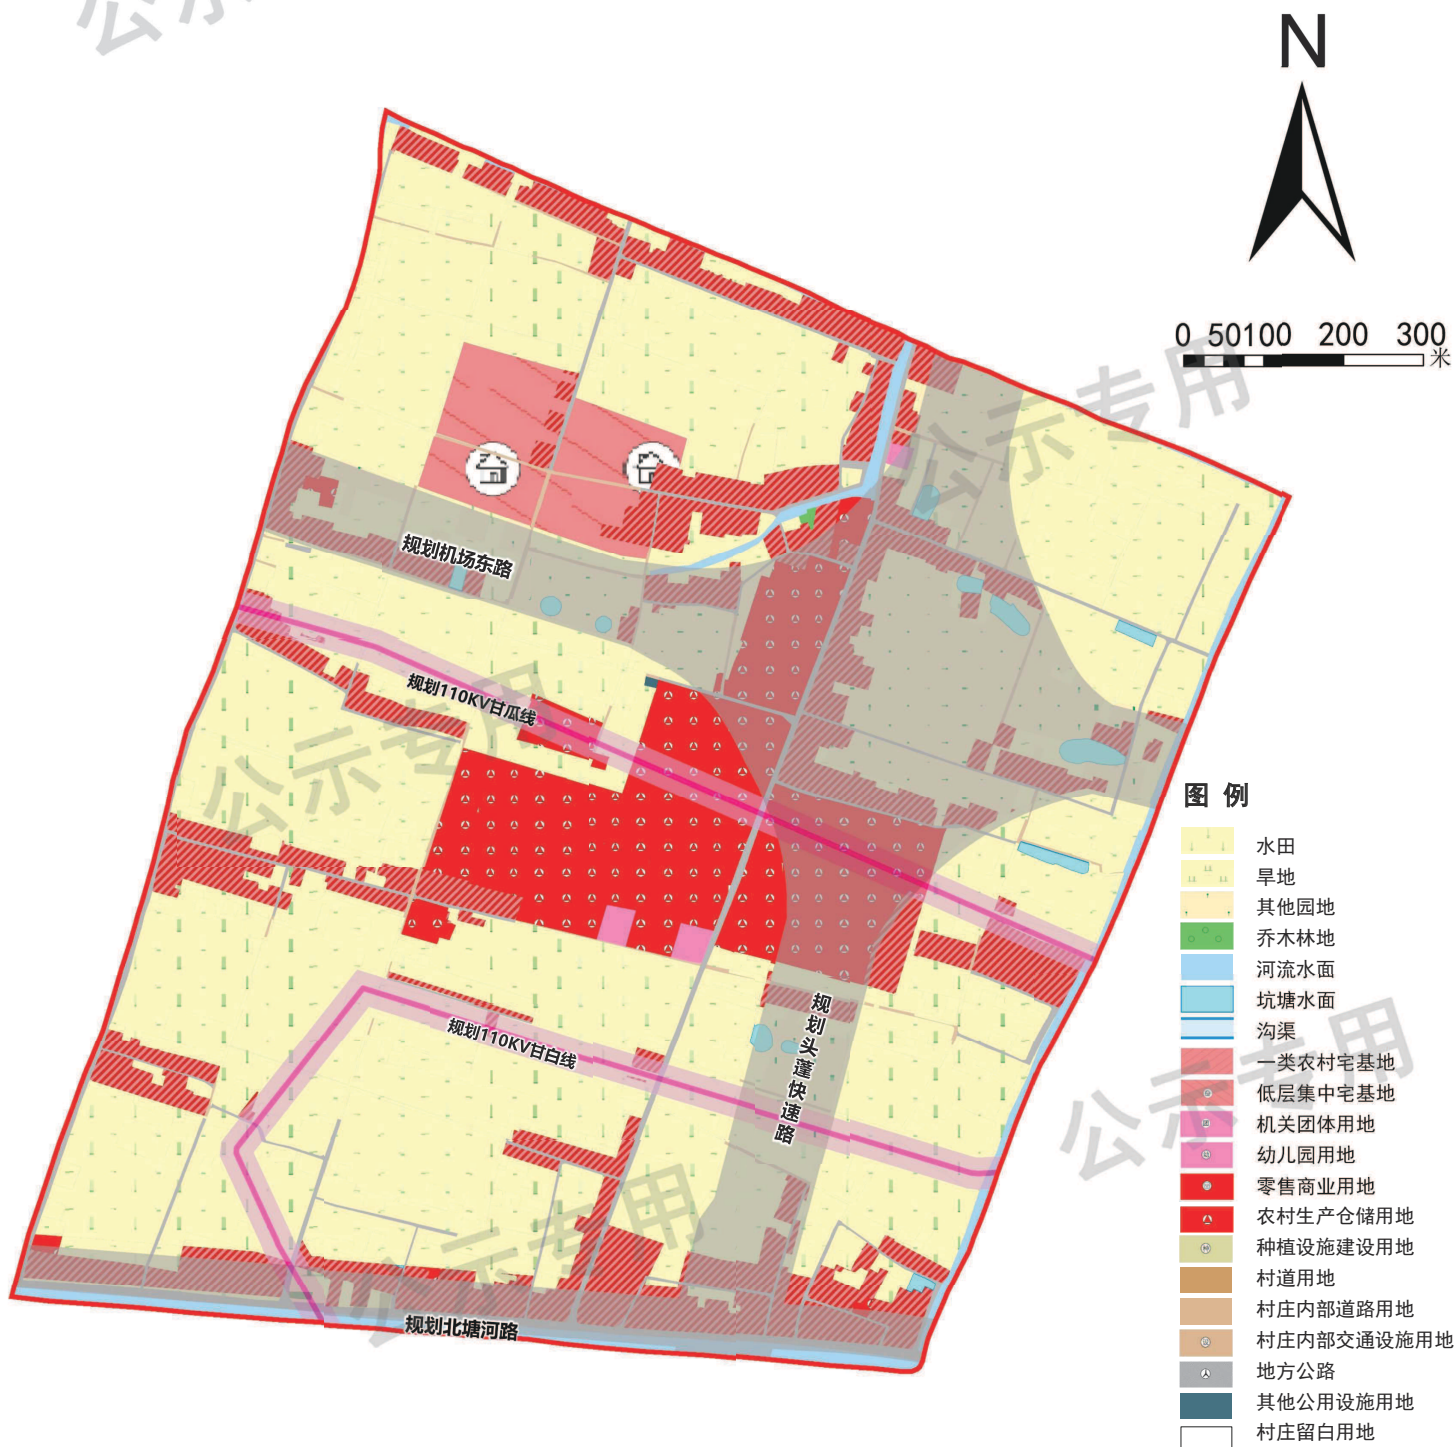 公示
N
0 50 100 200 300
米
公示专用
规划机场东路
规划110KV甘瓜线
公示专用
图 例
水田
旱地
其他园地
乔木林地
河流水面
坑塘水面
沟渠
一类农村宅基地
低层集中宅基地
机关团体用地
幼儿园用地
零售商业用地
农村生产仓储用地
种植设施建设用地
村道用地
村庄内部道路用地
村庄内部交通设施用地
地方公路
其他公用设施用地
村庄留白用地
规划110KV甘白线
规划头蓬快速路
公示专用
公示专用
规划北塘河路